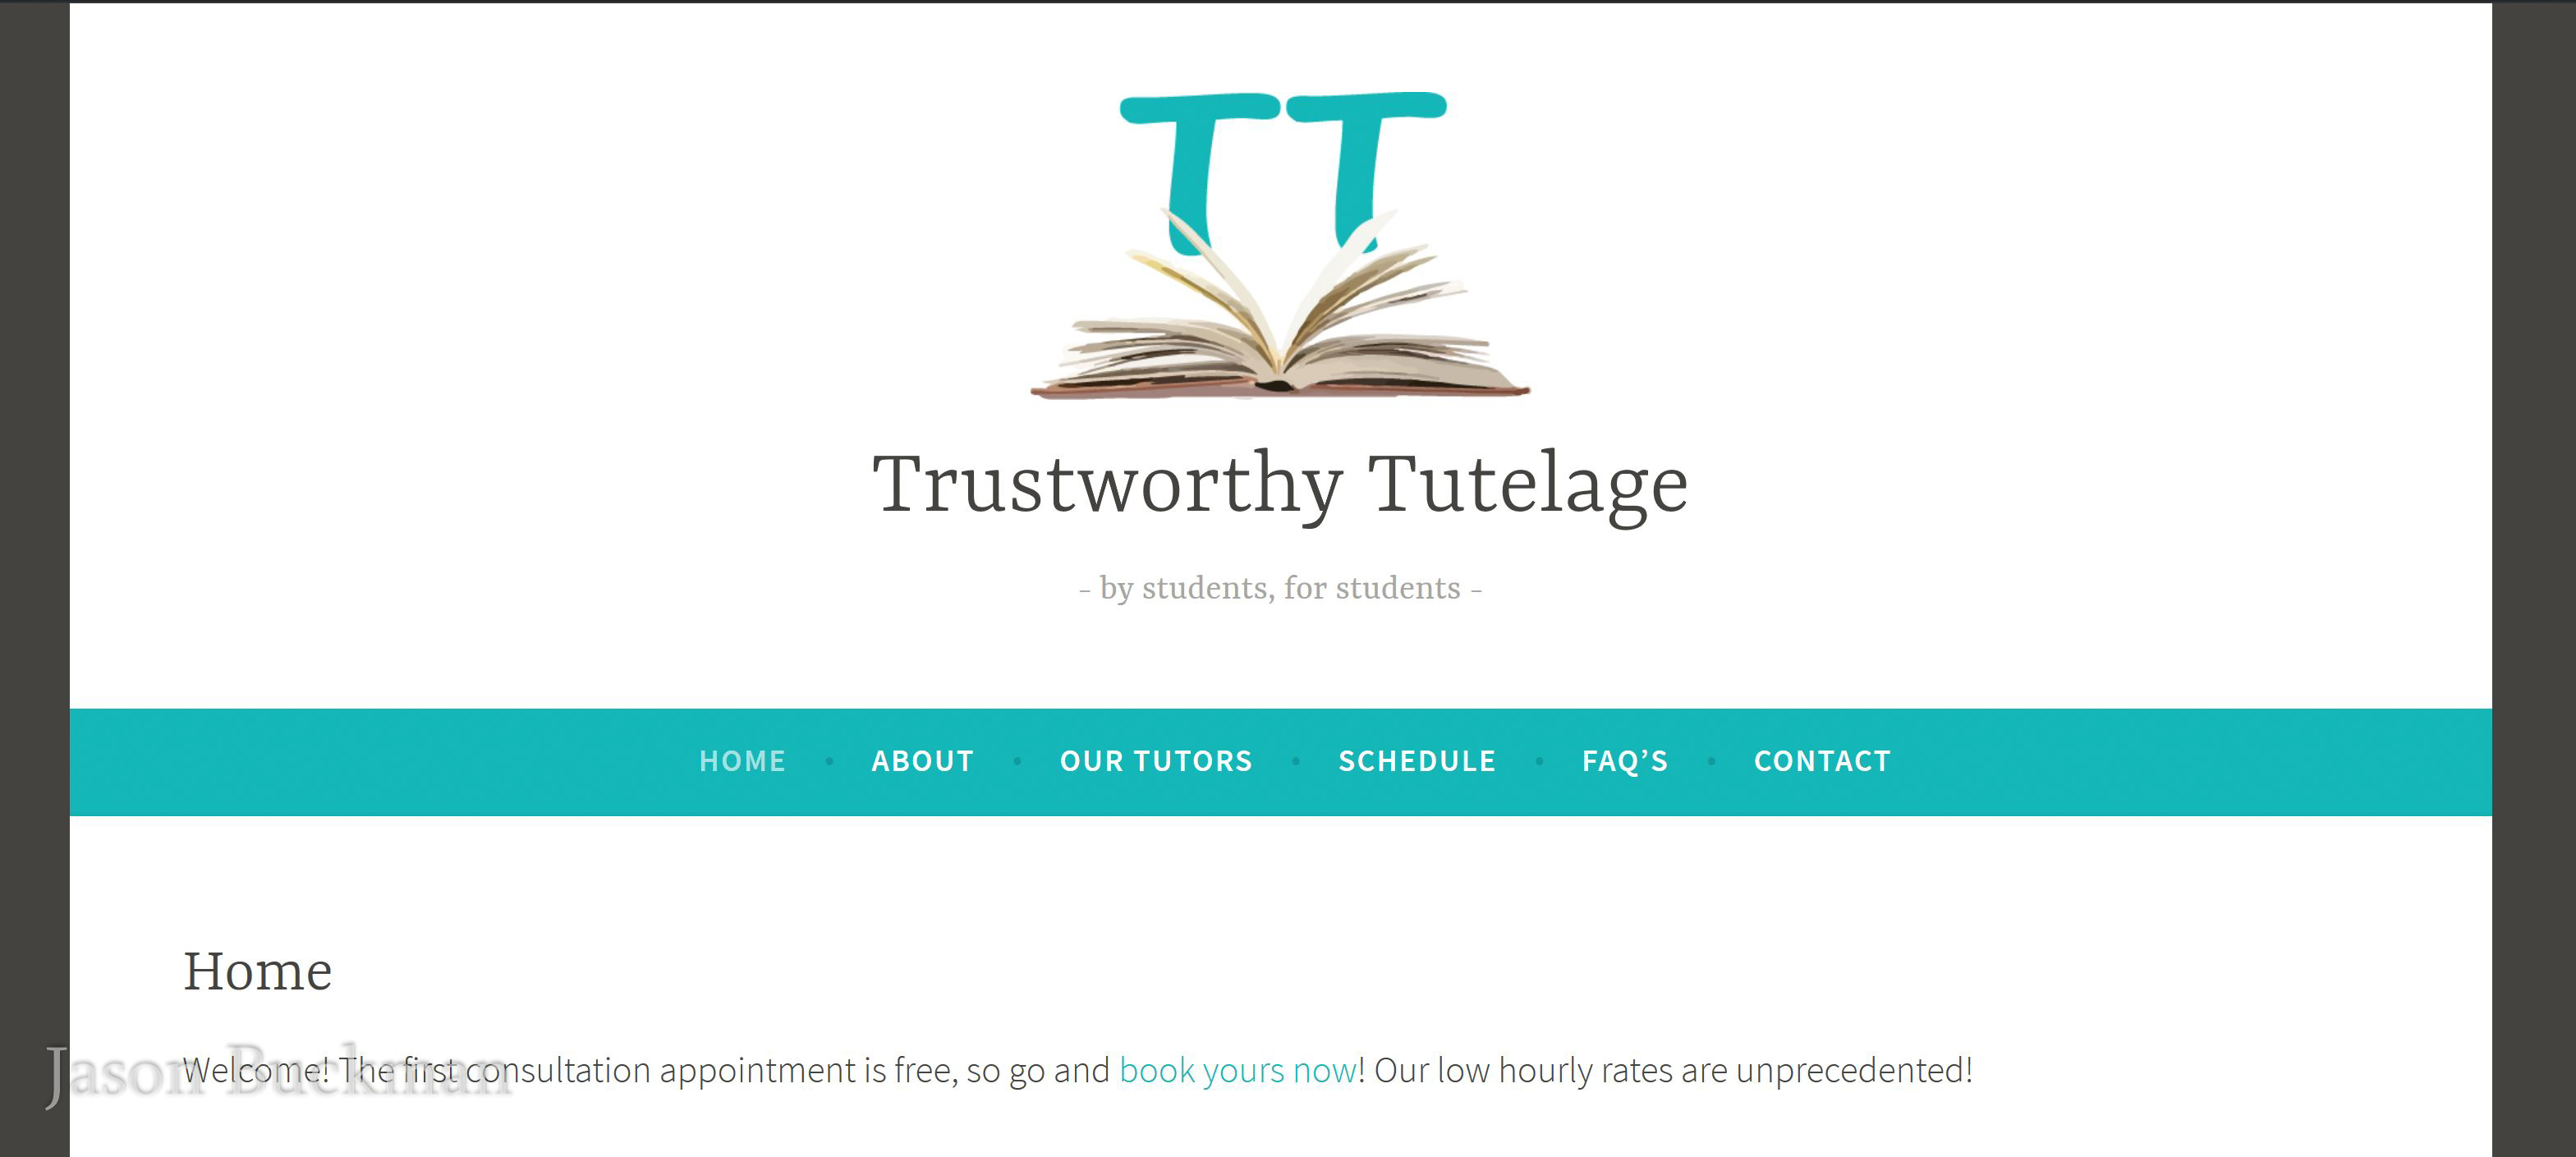 TT
Trustworthy Tutelage
- by students, for students -
HOME • ABOUT • OUR TUTORS • SCHEDULE • FAQ’S • CONTACT
Home
Welcome! The first consultation appointment is free, so go and book yours now! Our low hourly rates are unprecedented!
Jason Buckman